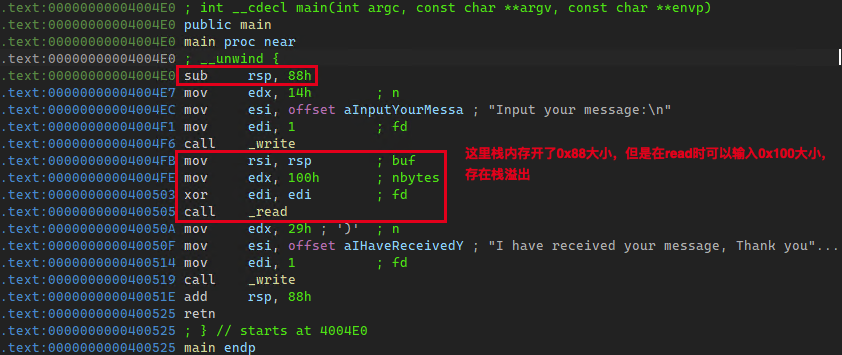 .text:00000000004004E0 ; int __cdecl main(int argc, const char **argv, const char **envp)
.text:00000000004004E0 public main
.text:00000000004004E0 main proc near
.text:00000000004004E0 ; __unwind {
.text:00000000004004E0 sub rsp, 88h
.text:00000000004004E7 mov edx, 14h ; n
.text:00000000004004EC mov esi, offset aInputYourMessa ; "Input your message:\n"
.text:00000000004004F1 mov edi, 1 ; fd
.text:00000000004004F6 call _write
.text:00000000004004FB mov rsi, rsp ; buf
.text:00000000004004FE mov edx, 100h ; nbytes
.text:0000000000400503 xor edi, edi ; fd
.text:0000000000400505 call _read
这里栈内存开了0x88大小，但是在read时可以输入0x100大小，
存在栈溢出
.text:000000000040050A mov edx, 29h ; ')' ; n
.text:000000000040050F mov esi, offset aIHaveReceivedY ; "I have received your message, Thank you"...
.text:0000000000400514 mov edi, 1 ; fd
.text:0000000000400519 call _write
.text:000000000040051E add rsp, 88h
.text:0000000000400525 retn
.text:0000000000400525 ; } // starts at 4004E0
.text:0000000000400525 main endp